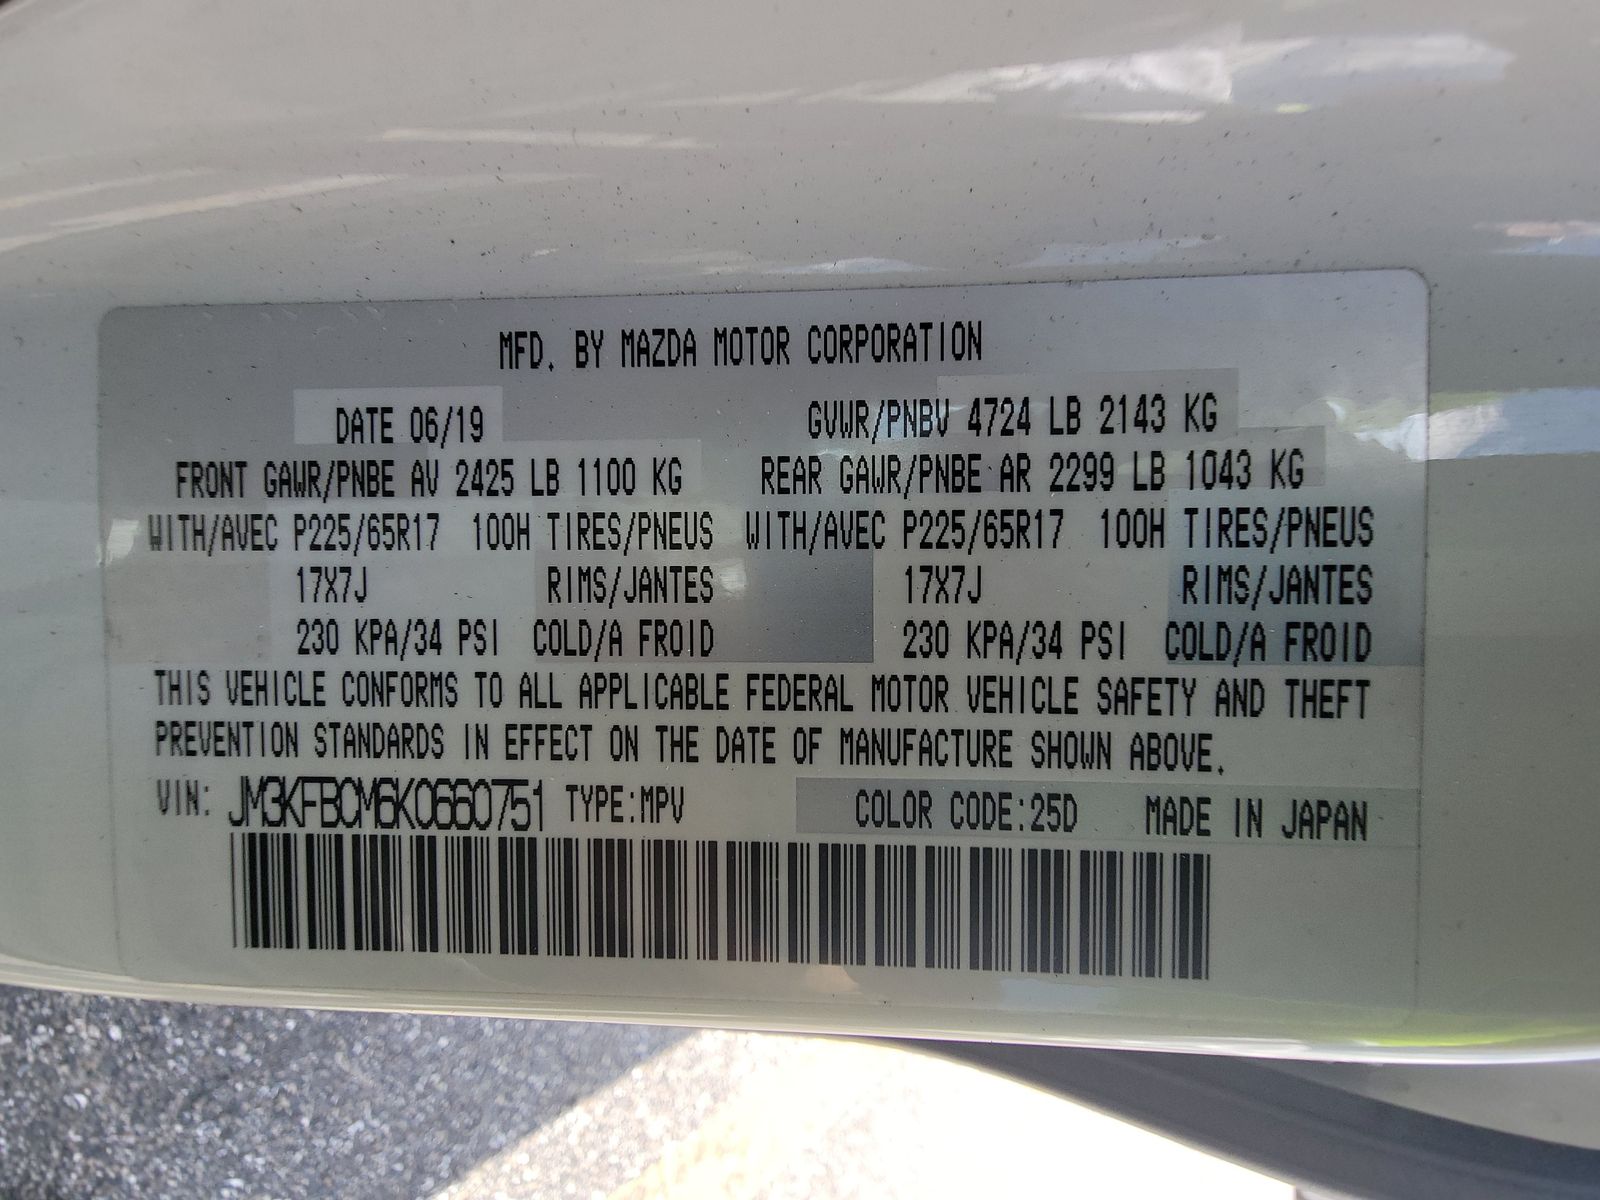 MFD. BY MAZDA MOTOR CORPORATION
DATE 06/19 GVWR/PNBV 4724 LB 2143 KG
FRONT GAWR/PNBE AV 2425 LB 1100 KG REAR GAWR/PNBE AR 2299 LB 1043 KG
WITH/AVEC P225/65R17 100H TIRES/PNEUS WITH/AVEC P225/65R17 100H TIRES/PNEUS
17X7J RIMS/JANTES 17X7J RIMS/JANTES
230 KPA/34 PSI COLD/A FROID 230 KPA/34 PSI COLD/A FROID
THIS VEHICLE CONFORMS TO ALL APPLICABLE FEDERAL MOTOR VEHICLE SAFETY AND THEFT
PREVENTION STANDARDS IN EFFECT ON THE DATE OF MANUFACTURE SHOWN ABOVE.
VIN: JM3KFBCM6K0660751 TYPE:MPV COLOR CODE:25D MADE IN JAPAN